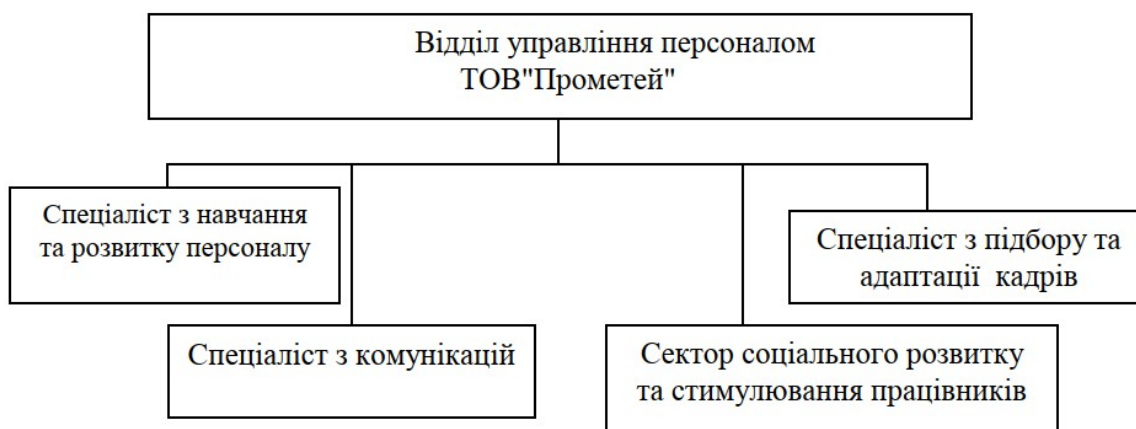 Відділ управління персоналом
ТОВ"Прометей"
Спеціаліст з навчання
та розвитку персоналу
Спеціаліст з підбору та
адаптації кадрів
Спеціаліст з комунікацій
Сектор соціального розвитку
та стимулювання працівників